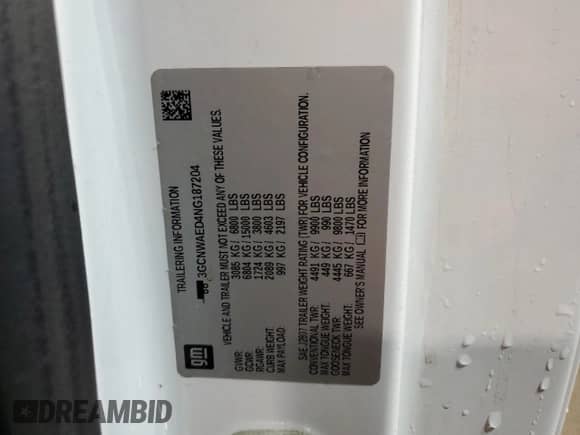 TRAILERING INFORMATION
3GCNWAED4NG187204
gm
VEHICLE AND TRAILER MUST NOT EXCEED ANY OF THESE VALUES.
GVWR: 3085 KG/ 6800 LBS
GCWR: 6804 KG/ 15000 LBS
RGAWR: 1724 KG/ 3800 LBS
CURB WEIGHT: 2089 KG/ 4603 LBS
MAX PAYLOAD: 997 KG/ 2197 LBS
SAE J2807 TRAILER WEIGHT RATING (TWR) FOR VEHICLE CONFIGURATION.
CONVENTIONAL TWR: 4491 KG/ 9900 LBS
MAX TONGUE WEIGHT: 449 KG/ 990 LBS
GOOSENECK TWR: 4445 KG/ 9800 LBS
MAX TONGUE WEIGHT: 667 KG/ 1470 LBS
SEE OWNER'S MANUAL FOR MORE INFORMATION
DREAMBID